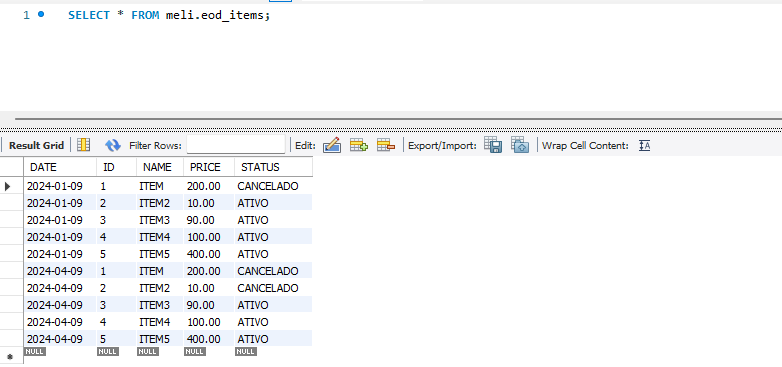 1 SELECT * FROM meli.eod_items;
Result Grid Filter Rows: Edit: Export/Import: Wrap Cell Content: IA
DATE ID NAME PRICE STATUS
2024-01-09 1 ITEM 200.00 CANCELADO
2024-01-09 2 ITEM2 10.00 ATIVO
2024-01-09 3 ITEM3 90.00 ATIVO
2024-01-09 4 ITEM4 100.00 ATIVO
2024-01-09 5 ITEM5 400.00 ATIVO
2024-04-09 1 ITEM 200.00 CANCELADO
2024-04-09 2 ITEM2 10.00 CANCELADO
2024-04-09 3 ITEM3 90.00 ATIVO
2024-04-09 4 ITEM4 100.00 ATIVO
2024-04-09 5 ITEM5 400.00 ATIVO
NULL NULL NULL NULL NULL